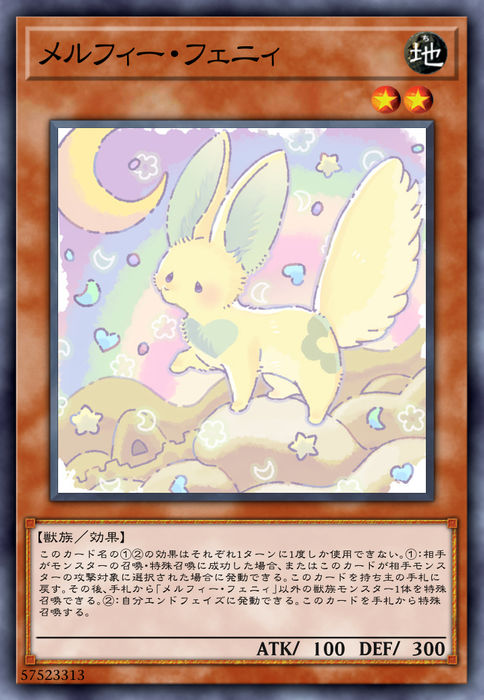 メルフィー・フェニィ
ち
地
【獣族／効果】
このカード名の①②の効果はそれぞれ1ターンに1度しか使用できない。①：相手
がモンスターの召喚・特殊召喚に成功した場合、またはこのカードが相手モンス
ターの攻撃対象に選択された場合に発動できる。このカードを持ち主の手札に
戻す。その後、手札から「メルフィー・フェニィ」以外の獣族モンスター1体を特殊
召喚できる。②：自分エンドフェイズに発動できる。このカードを手札から特殊
召喚する。
ATK/ 100 DEF/ 300
57523313